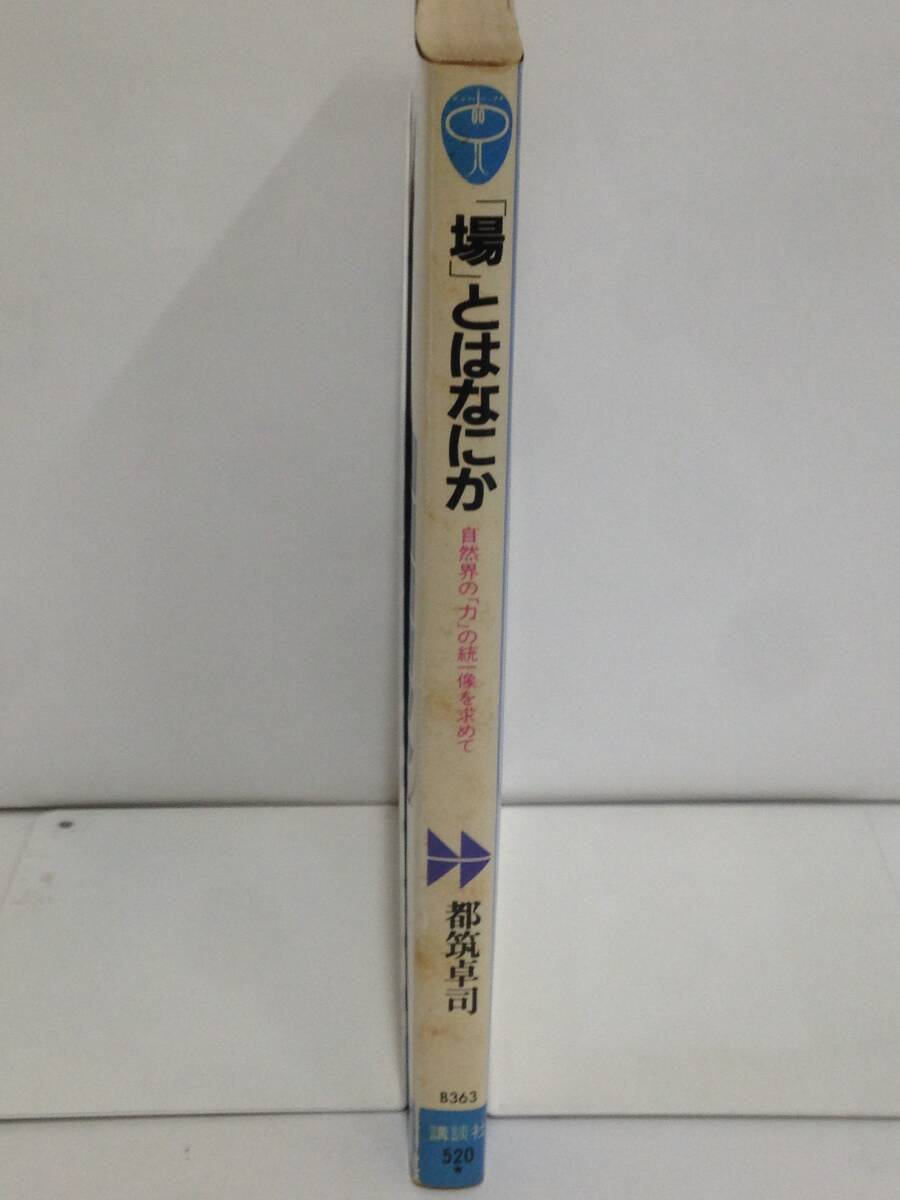 「場」とはなにか
自然界の「力」の統一像を求めて
都筑卓司
B363
講談社
520
★